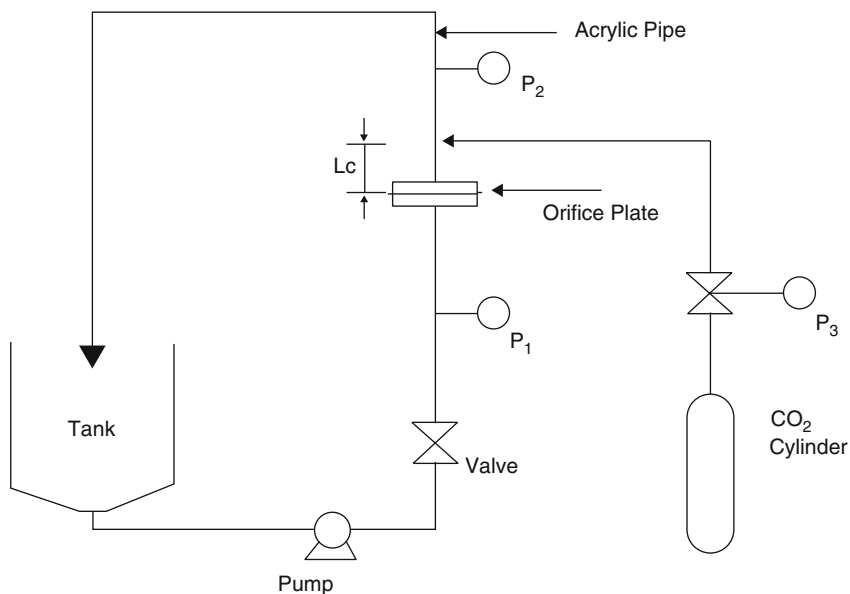 Acrylic Pipe
P₂
Lc
Orifice Plate
P₁
P₃
Tank
Valve
CO₂
Cylinder
Pump